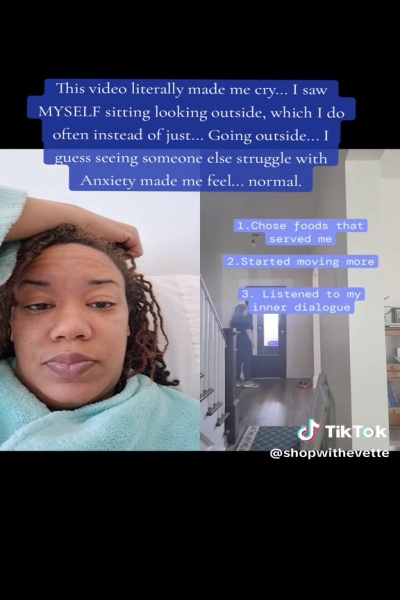 This video literally made me cry... I saw
MYSELF sitting looking outside, which I do
often instead of just... Going outside... I
guess seeing someone else struggle with
Anxiety made me feel... normal.
1.Chose foods that
served me
2.Started moving more
3. Listened to my
inner dialogue
TikTok
@shopwithevette